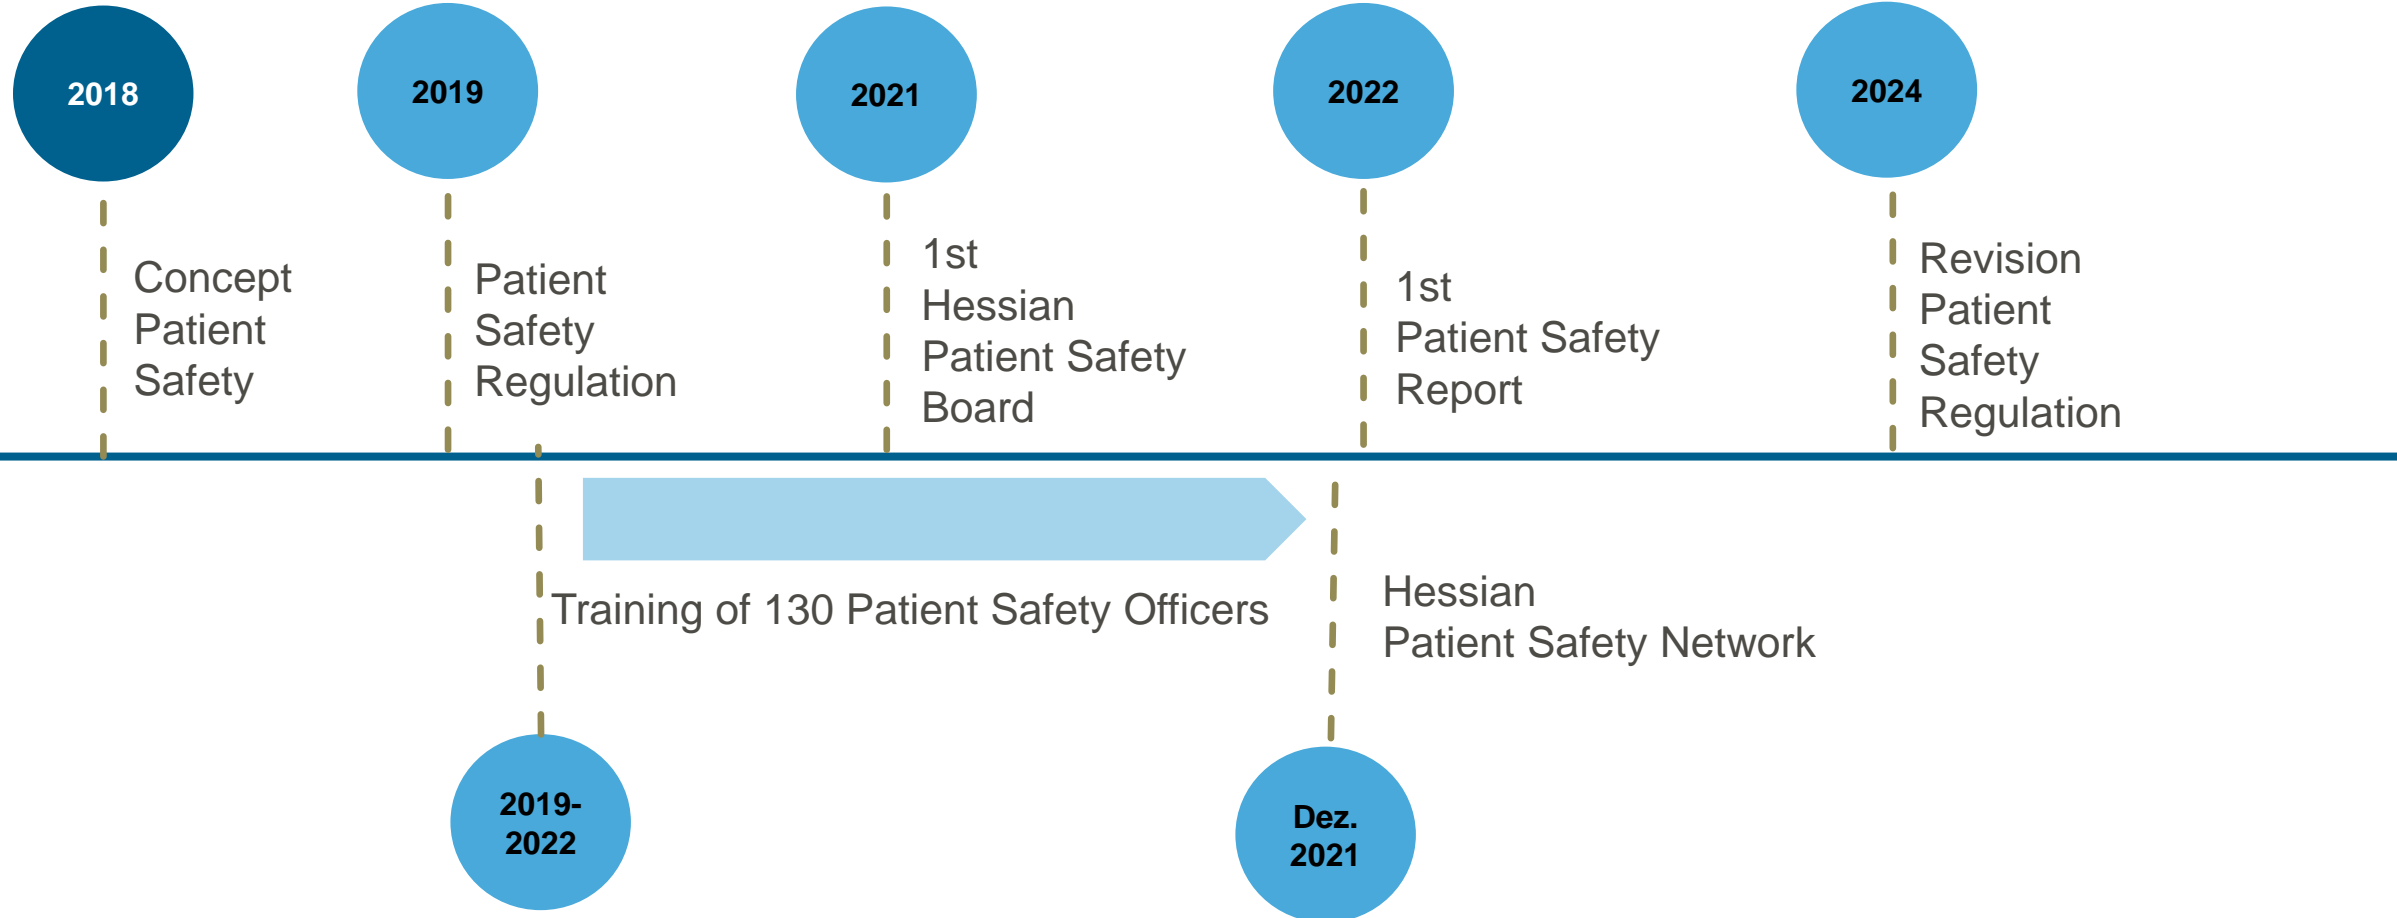 2018
2019
2021
2022
2024
Concept
Patient
Safety
Patient
Safety
Regulation
1st
Hessian
Patient Safety
Board
1st
Patient Safety
Report
Revision
Patient
Safety
Regulation
Training of 130 Patient Safety Officers
Hessian
Patient Safety Network
2019-
2022
Dez.
2021